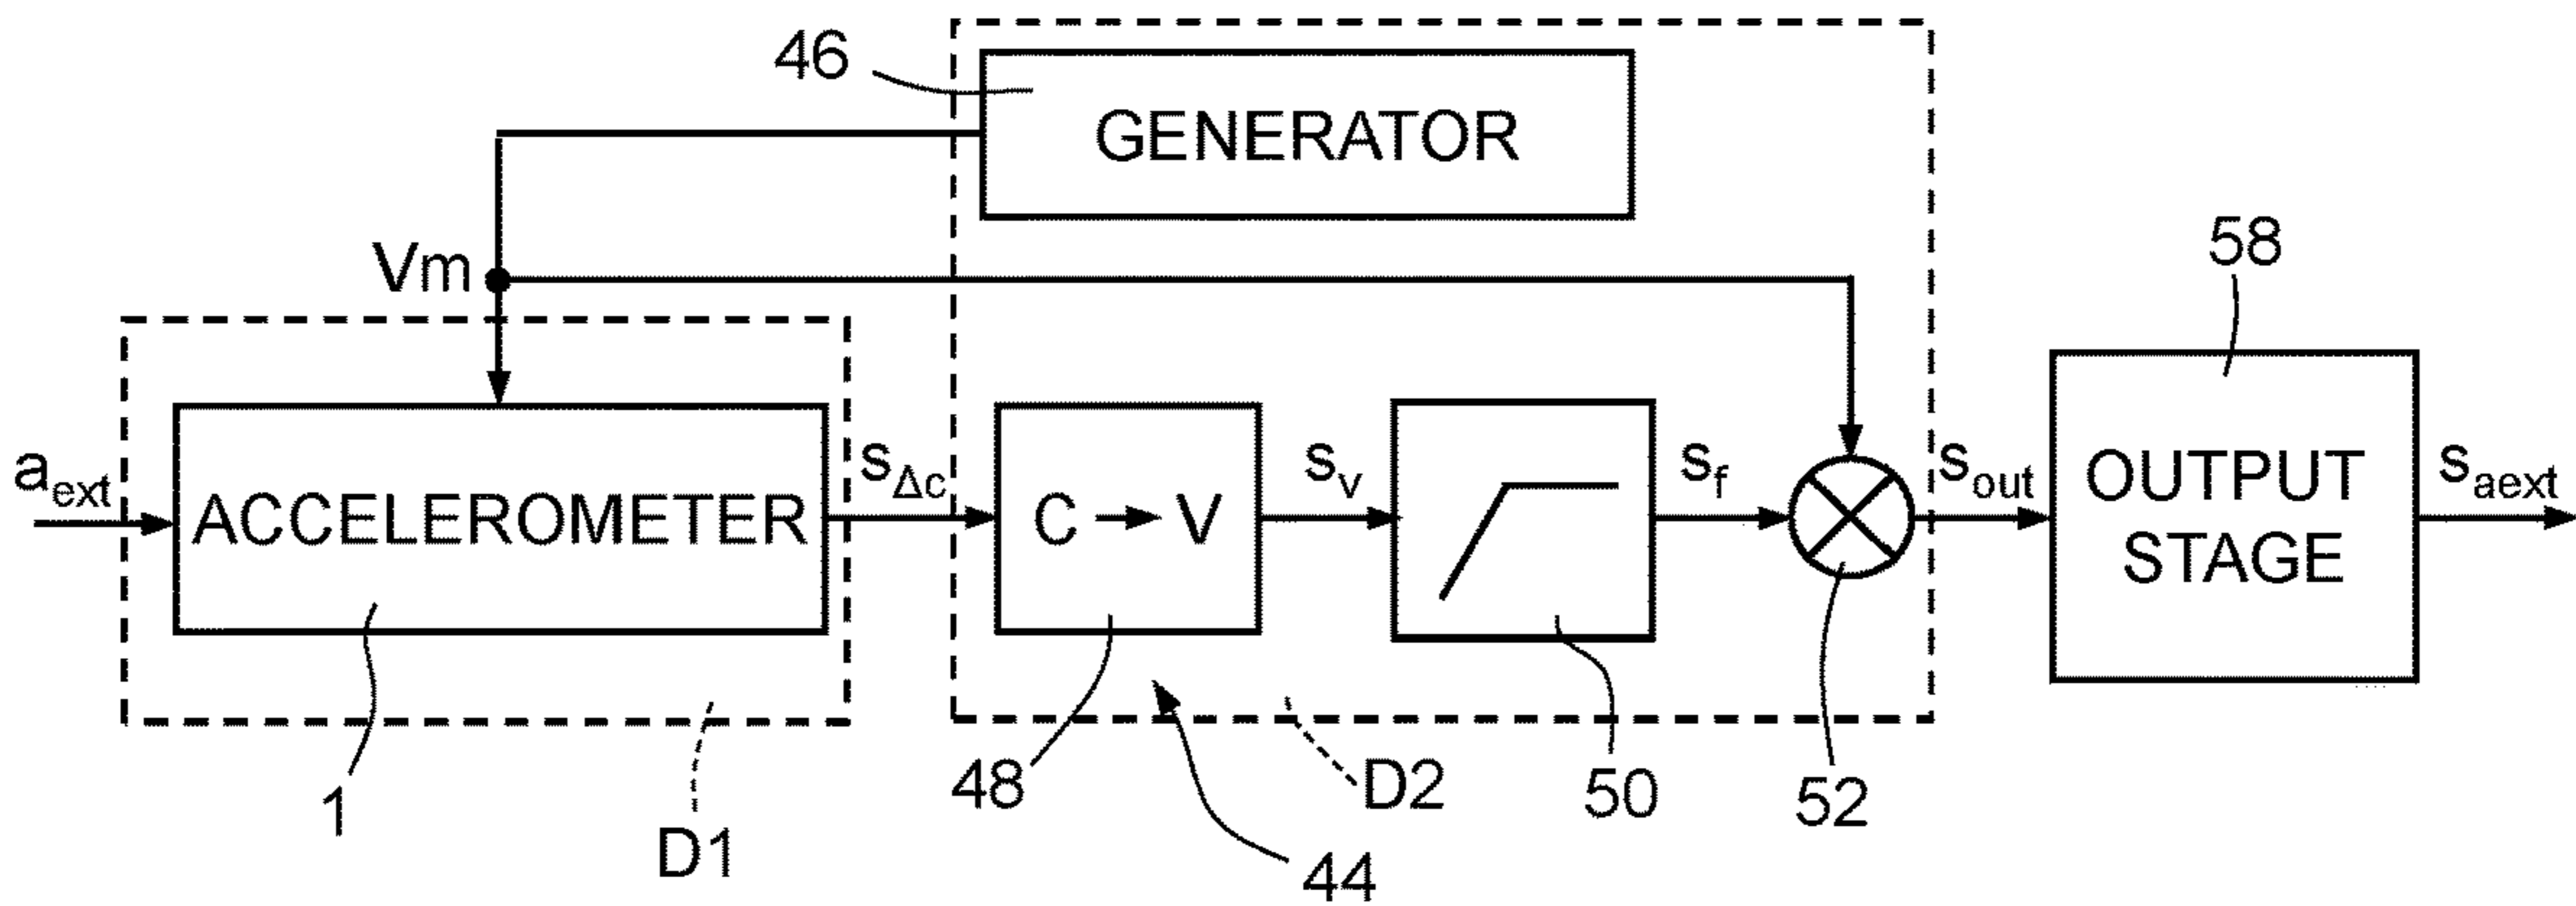 46
GENERATOR
Vm
58
a_ext
ACCELEROMETER
s_Δc
C → V
s_v
s_f
s_out
OUTPUT
STAGE
s_aext
1
D1
48
44
D2
50
52